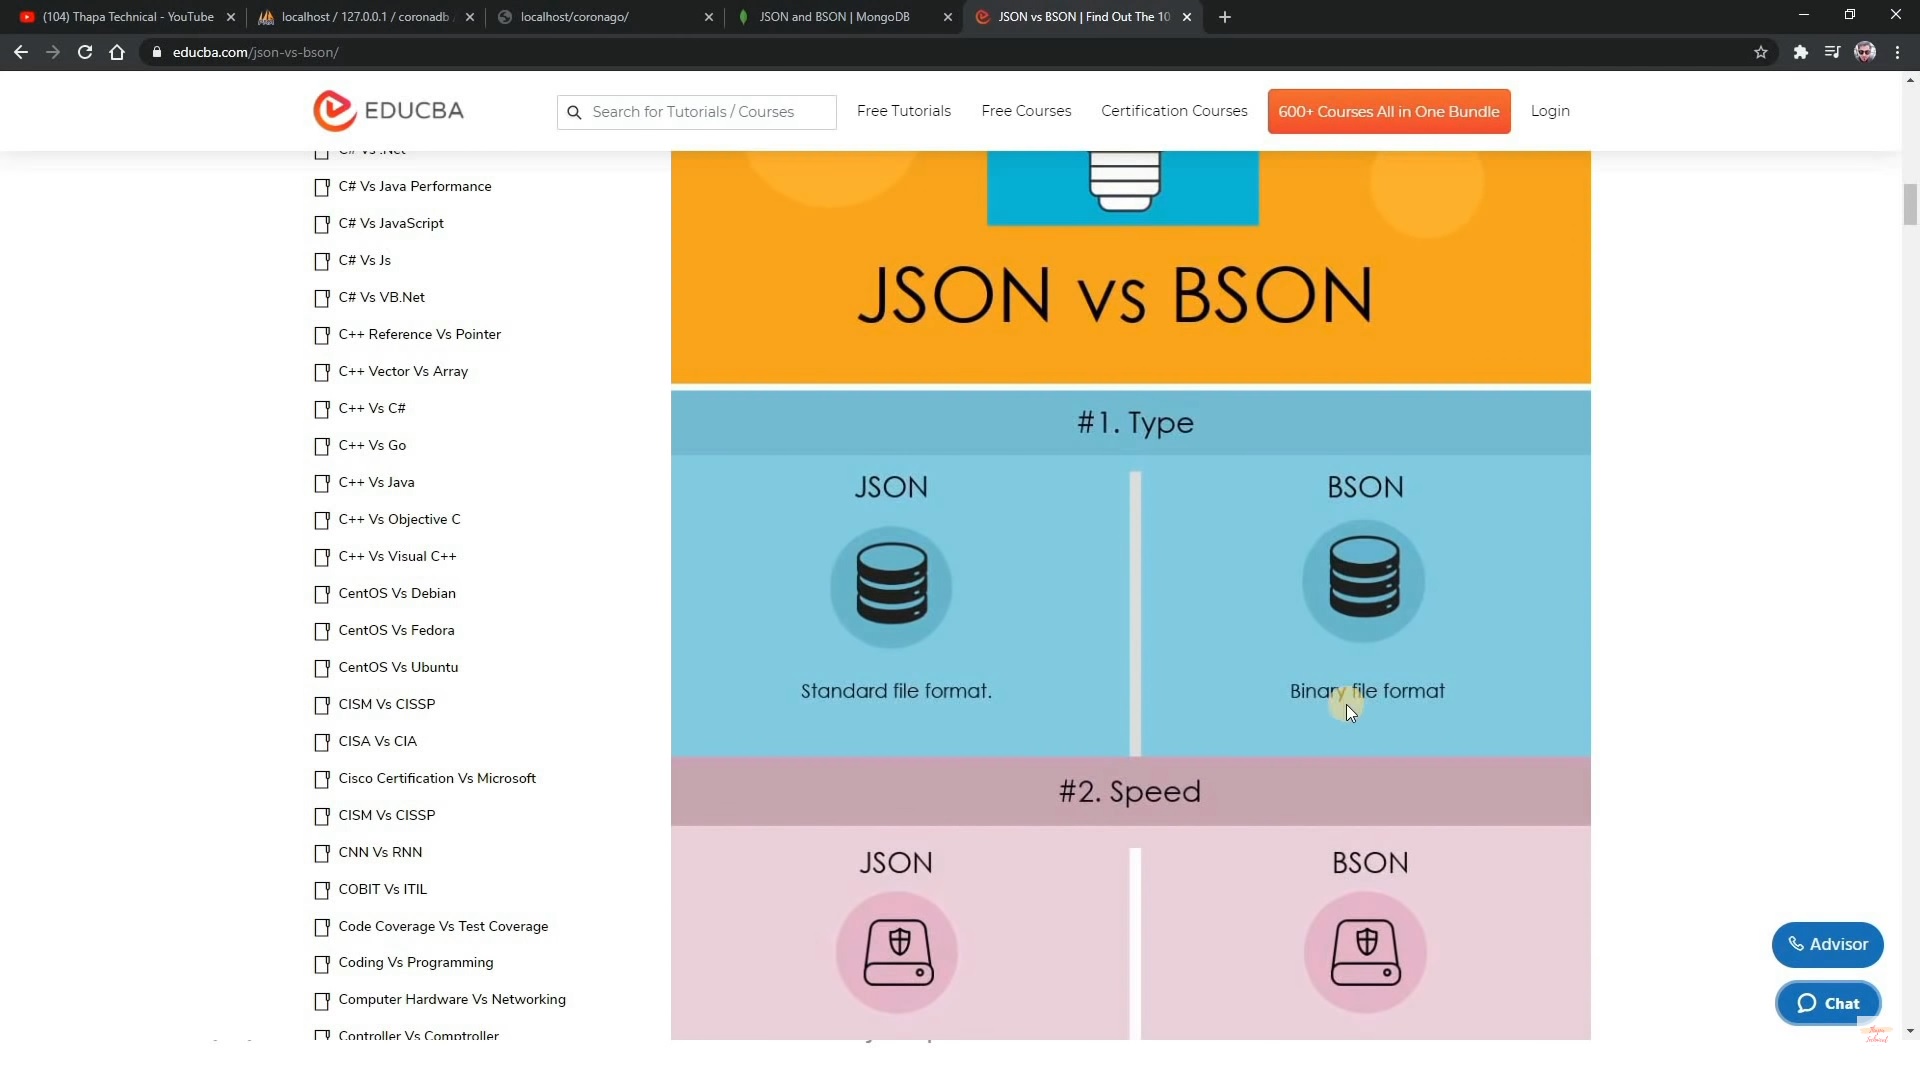 (104) Thapa Technical - YouTube
localhost / 127.0.0.1 / coronadb
localhost/coronago/
JSON and BSON | MongoDB
JSON vs BSON | Find Out The 10
educba.com/json-vs-bson/
EDUCBA
Search for Tutorials / Courses
Free Tutorials
Free Courses
Certification Courses
600+ Courses All in One Bundle
Login
C# Vs .Net
C# Vs Java Performance
C# Vs JavaScript
C# Vs Js
C# Vs VB.Net
C++ Reference Vs Pointer
C++ Vector Vs Array
C++ Vs C#
C++ Vs Go
C++ Vs Java
C++ Vs Objective C
C++ Vs Visual C++
CentOS Vs Debian
CentOS Vs Fedora
CentOS Vs Ubuntu
CISM Vs CISSP
CISA Vs CIA
Cisco Certification Vs Microsoft
CISM Vs CISSP
CNN Vs RNN
COBIT Vs ITIL
Code Coverage Vs Test Coverage
Coding Vs Programming
Computer Hardware Vs Networking
Controller Vs Comptroller
JSON vs BSON
#1. Type
JSON
BSON
Standard file format.
Binary file format
#2. Speed
JSON
BSON
Advisor
Chat